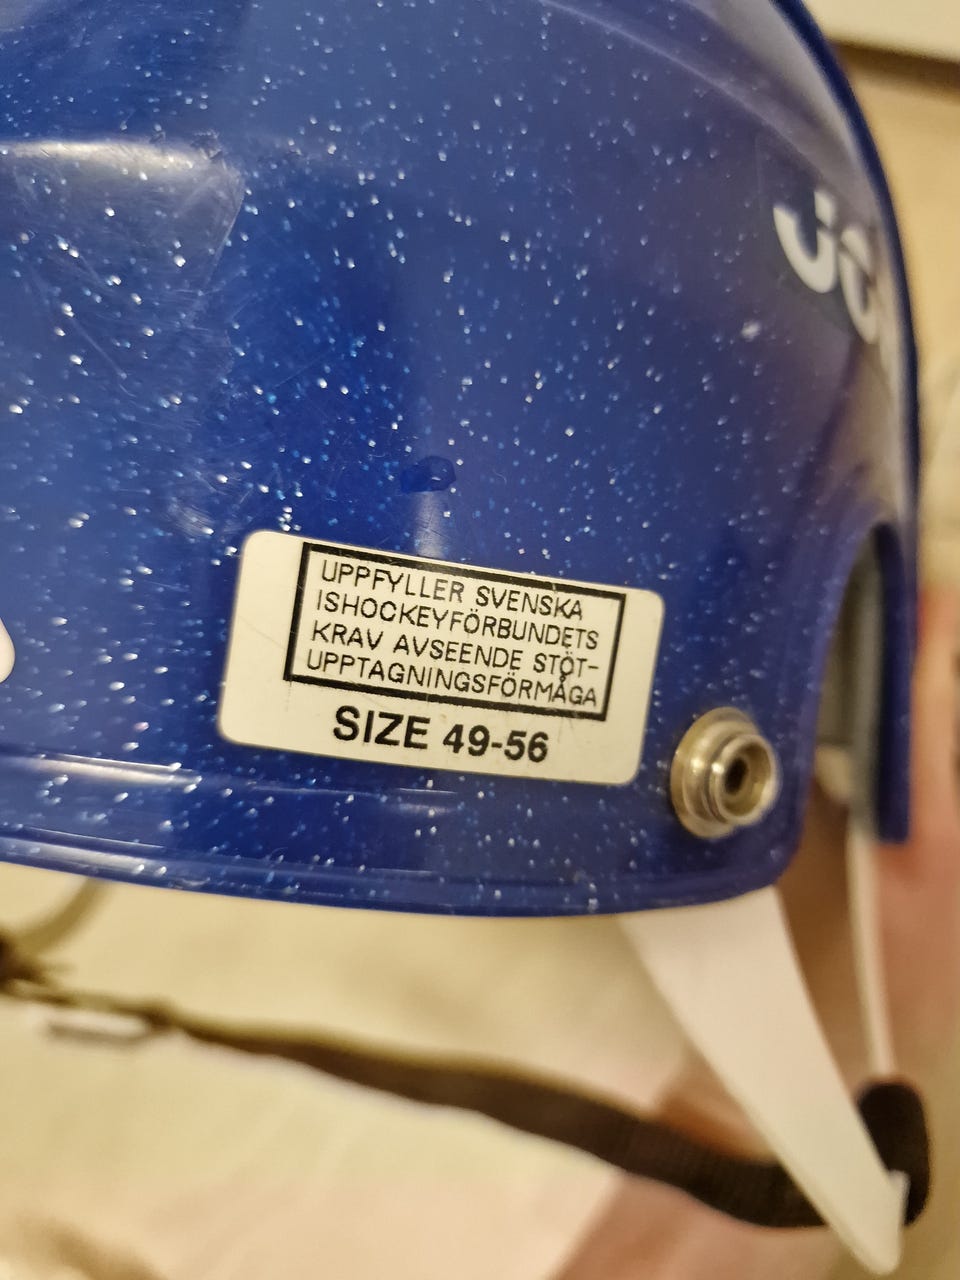 UPPFYLLER SVENSKA
ISHOCKEYFÖRBUNDETS
KRAV AVSEENDE STÖT-
UPPTAGNINGSFÖRMÅGA
SIZE 49-56